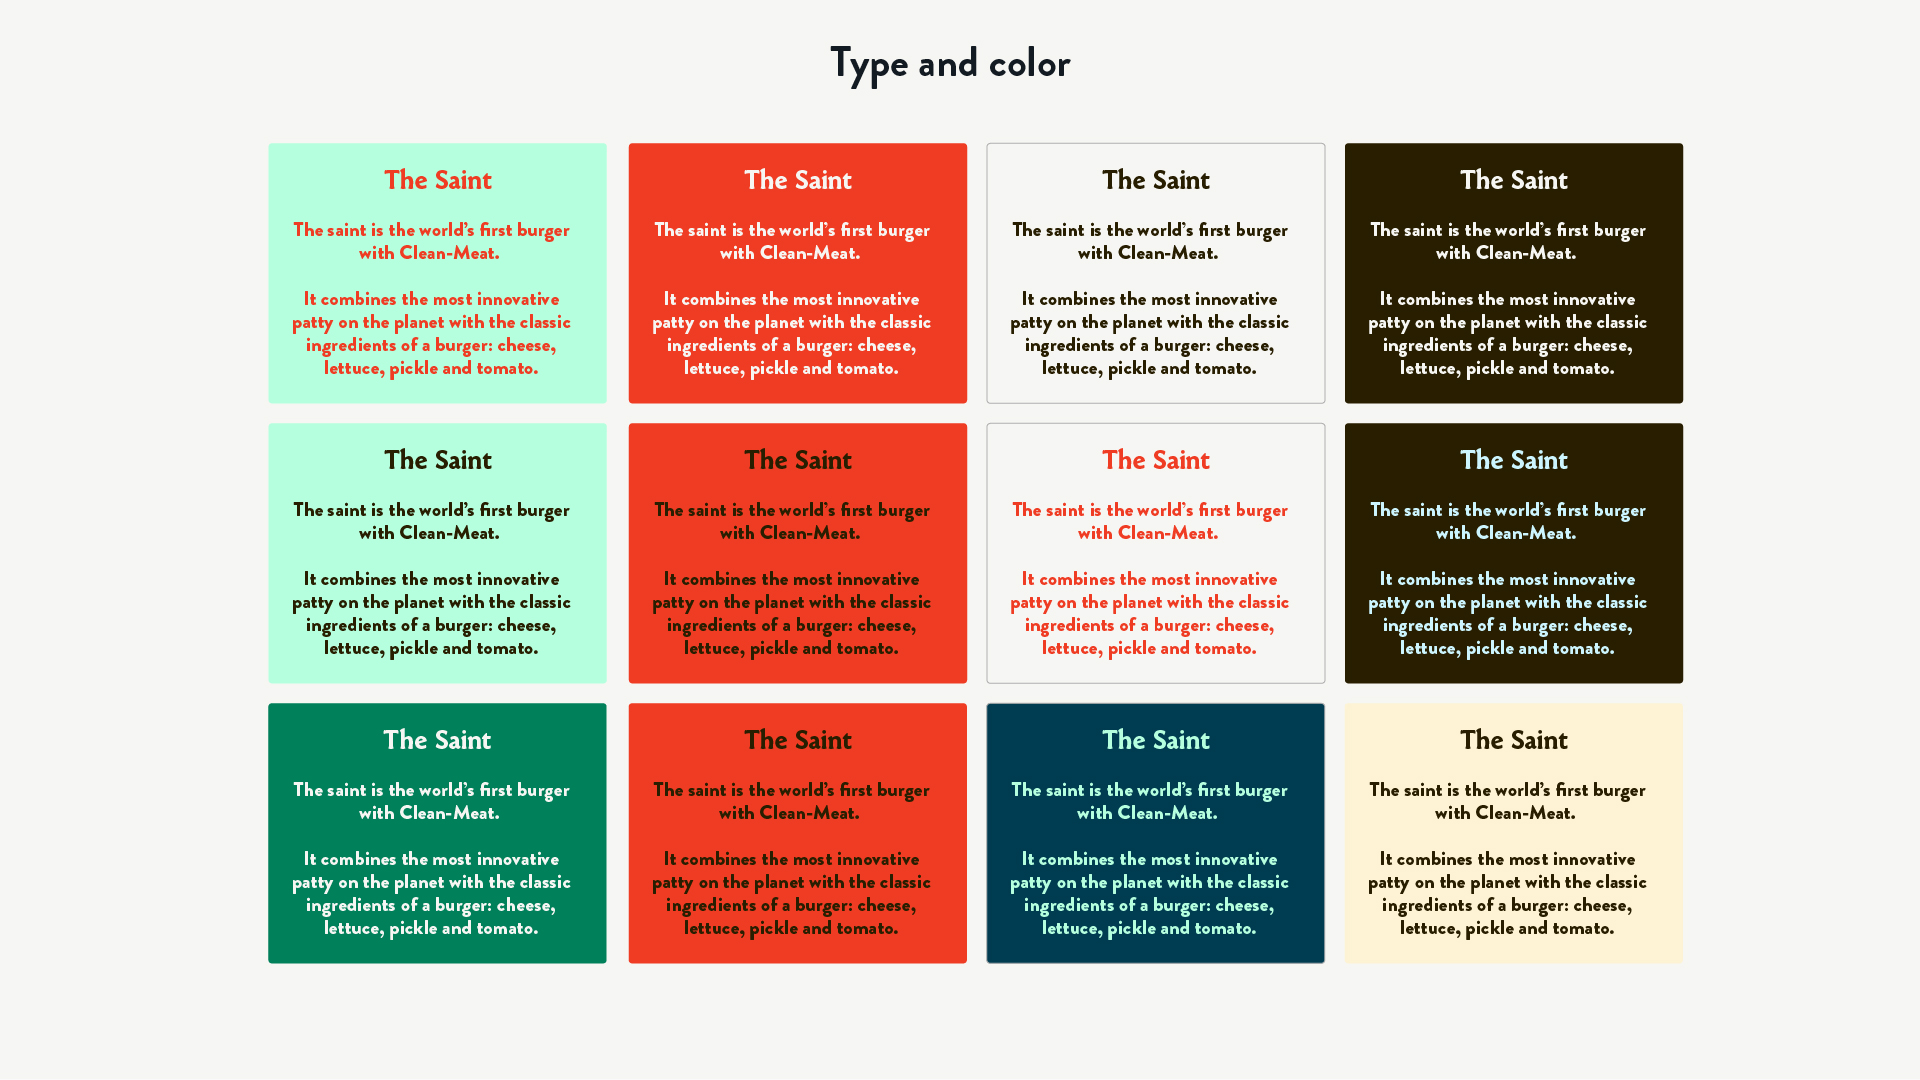 Type and color
The Saint
The saint is the world’s first burger
with Clean-Meat.
It combines the most innovative
patty on the planet with the classic
ingredients of a burger: cheese,
lettuce, pickle and tomato.
The Saint
The saint is the world’s first burger
with Clean-Meat.
It combines the most innovative
patty on the planet with the classic
ingredients of a burger: cheese,
lettuce, pickle and tomato.
The Saint
The saint is the world’s first burger
with Clean-Meat.
It combines the most innovative
patty on the planet with the classic
ingredients of a burger: cheese,
lettuce, pickle and tomato.
The Saint
The saint is the world’s first burger
with Clean-Meat.
It combines the most innovative
patty on the planet with the classic
ingredients of a burger: cheese,
lettuce, pickle and tomato.
The Saint
The saint is the world’s first burger
with Clean-Meat.
It combines the most innovative
patty on the planet with the classic
ingredients of a burger: cheese,
lettuce, pickle and tomato.
The Saint
The saint is the world’s first burger
with Clean-Meat.
It combines the most innovative
patty on the planet with the classic
ingredients of a burger: cheese,
lettuce, pickle and tomato.
The Saint
The saint is the world’s first burger
with Clean-Meat.
It combines the most innovative
patty on the planet with the classic
ingredients of a burger: cheese,
lettuce, pickle and tomato.
The Saint
The saint is the world’s first burger
with Clean-Meat.
It combines the most innovative
patty on the planet with the classic
ingredients of a burger: cheese,
lettuce, pickle and tomato.
The Saint
The saint is the world’s first burger
with Clean-Meat.
It combines the most innovative
patty on the planet with the classic
ingredients of a burger: cheese,
lettuce, pickle and tomato.
The Saint
The saint is the world’s first burger
with Clean-Meat.
It combines the most innovative
patty on the planet with the classic
ingredients of a burger: cheese,
lettuce, pickle and tomato.
The Saint
The saint is the world’s first burger
with Clean-Meat.
It combines the most innovative
patty on the planet with the classic
ingredients of a burger: cheese,
lettuce, pickle and tomato.
The Saint
The saint is the world’s first burger
with Clean-Meat.
It combines the most innovative
patty on the planet with the classic
ingredients of a burger: cheese,
lettuce, pickle and tomato.